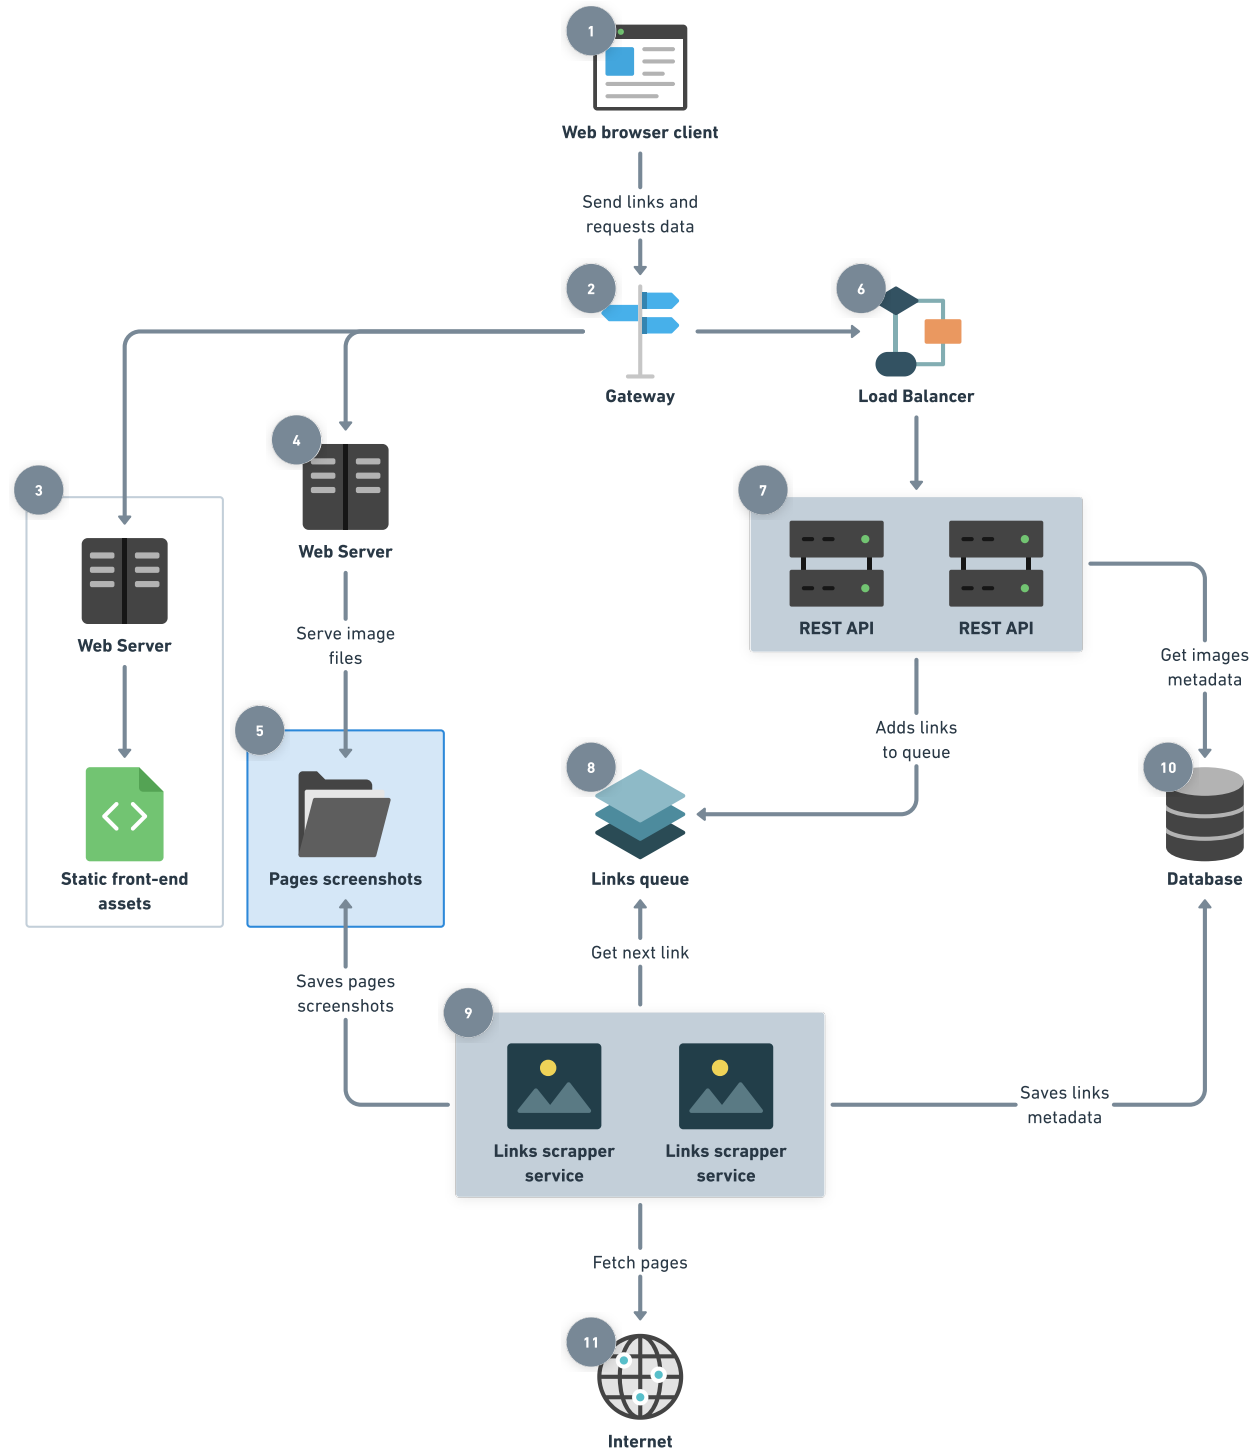 1
Web browser client
Send links and
requests data
2
Gateway
6
Load Balancer
3
Web Server
Static front-end
assets
4
Web Server
Serve image
files
5
Pages screenshots
7
REST API
REST API
Get images
metadata
Adds links
to queue
8
Links queue
10
Database
Get next link
Saves pages
screenshots
9
Links scrapper
service
Links scrapper
service
Saves links
metadata
Fetch pages
11
Internet